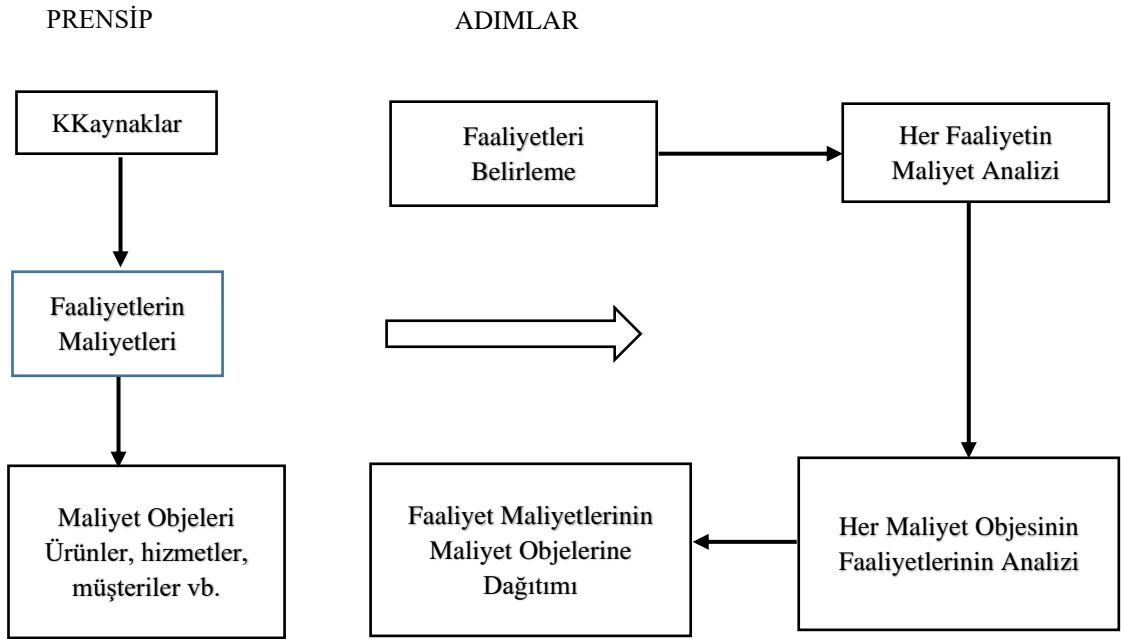 PRENSİP
ADIMLAR
KKaynaklar
Faaliyetlerin
Maliyetleri
Maliyet Objeleri
Ürünler, hizmetler,
müşteriler vb.
Faaliyetleri
Belirleme
Her Faaliyetin
Maliyet Analizi
Her Maliyet Objesinin
Faaliyetlerinin Analizi
Faaliyet Maliyetlerinin
Maliyet Objelerine
Dağıtımı